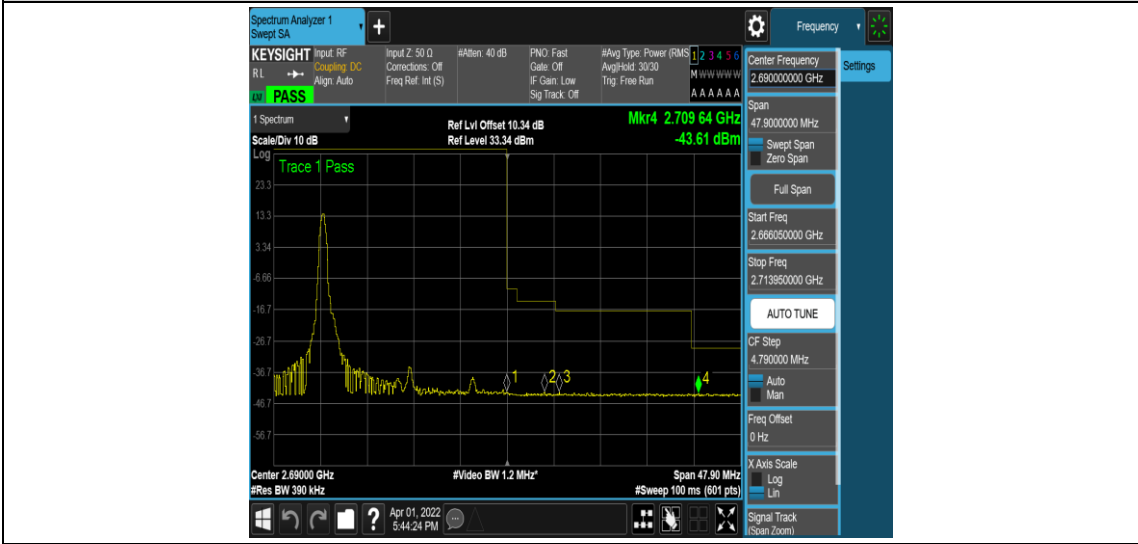 Spectrum Analyzer 1
Swept SA
+
Frequency
KEYSIGHT
RL
PASS
Input: RF
Coupling: DC
Align: Auto
Input Z: 50 Ω
Corrections: Off
Freq Ref: Int (S)
#Atten: 40 dB
PNO: Fast
Gate: Off
IF Gain: Low
Sig Track: Off
#Avg Type: Power (RMS
Avg|Hold: 30/30
Trig: Free Run
1 2 3 4 5 6
M W W W W W
A A A A A A
1 Spectrum
Scale/Div 10 dB
Ref Lvl Offset 10.34 dB
Ref Level 33.34 dBm
Mkr4 2.709 64 GHz
-43.61 dBm
Log
Trace 1 Pass
23.3
13.3
3.34
-6.66
-16.7
-26.7
-36.7
-46.7
-56.7
1
2
3
4
Center 2.69000 GHz
#Video BW 1.2 MHz*
Span 47.90 MHz
#Res BW 390 kHz
#Sweep 100 ms (601 pts)
?
Apr 01, 2022
5:44:24 PM
Center Frequency
2.690000000 GHz
Settings
Span
47.9000000 MHz
Swept Span
Zero Span
Full Span
Start Freq
2.666050000 GHz
Stop Freq
2.713950000 GHz
AUTO TUNE
CF Step
4.790000 MHz
Auto
Man
Freq Offset
0 Hz
X Axis Scale
Log
Lin
Signal Track
(Span Zoom)